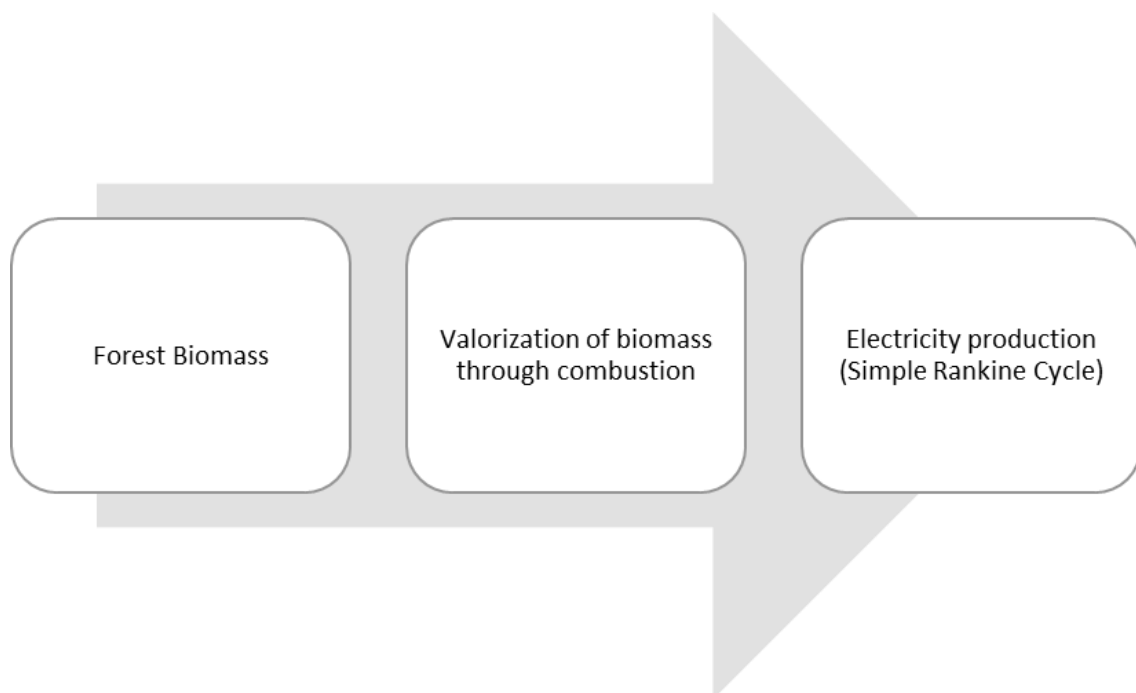 Forest Biomass
Valorization of biomass
through combustion
Electricity production
(Simple Rankine Cycle)